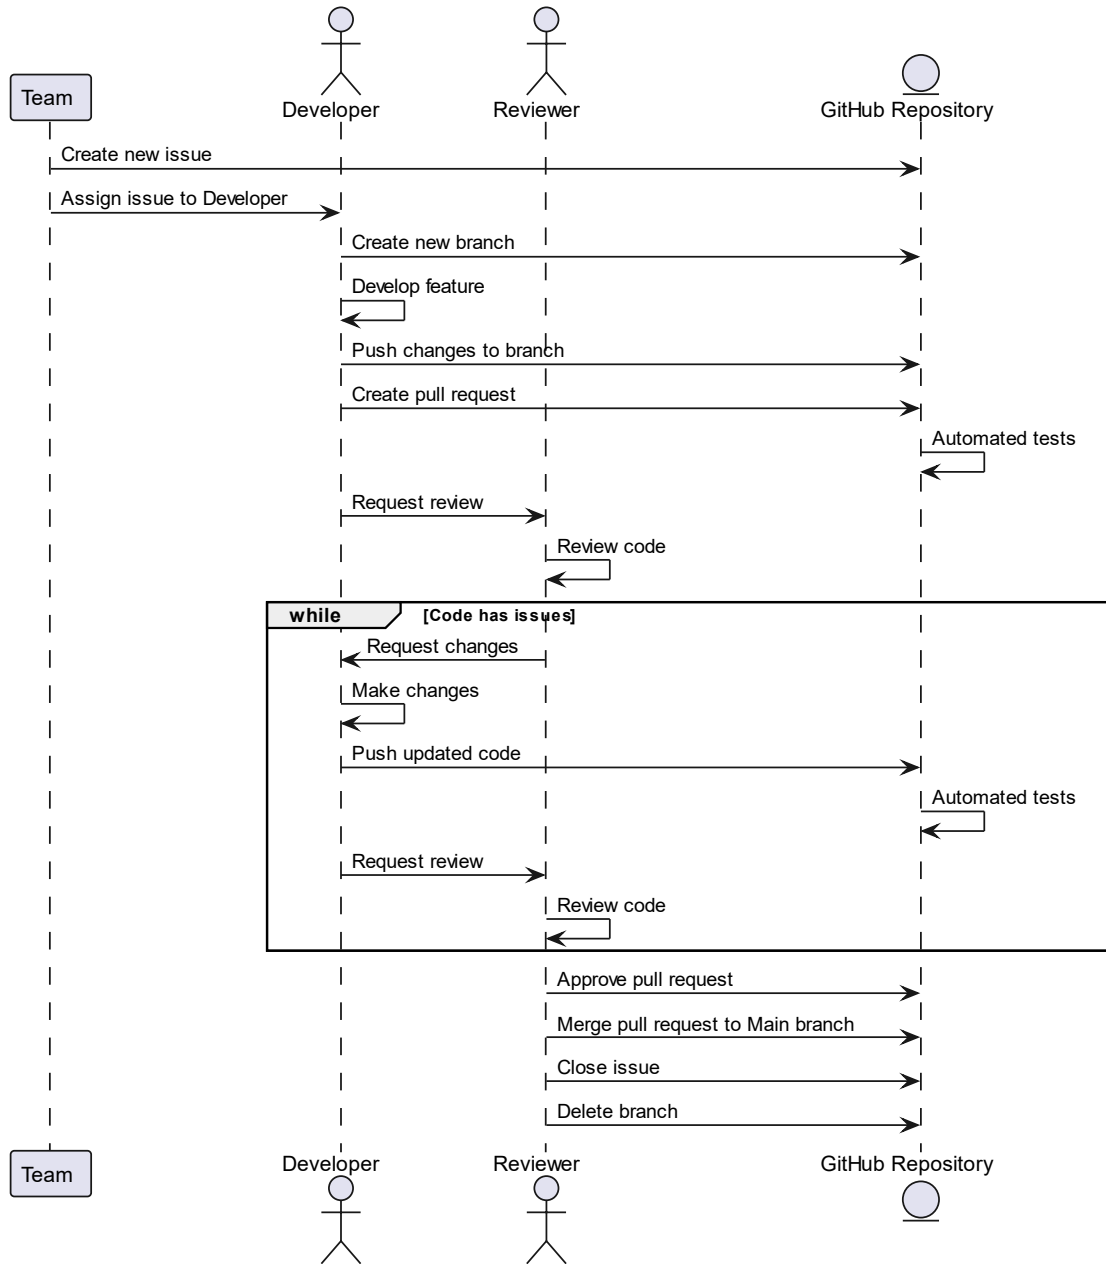 Team
Developer
Reviewer
GitHub Repository
Create new issue
Assign issue to Developer
Create new branch
Develop feature
Push changes to branch
Create pull request
Automated tests
Request review
Review code
while
[Code has issues]
Request changes
Make changes
Push updated code
Automated tests
Request review
Review code
Approve pull request
Merge pull request to Main branch
Close issue
Delete branch
Team
Developer
Reviewer
GitHub Repository